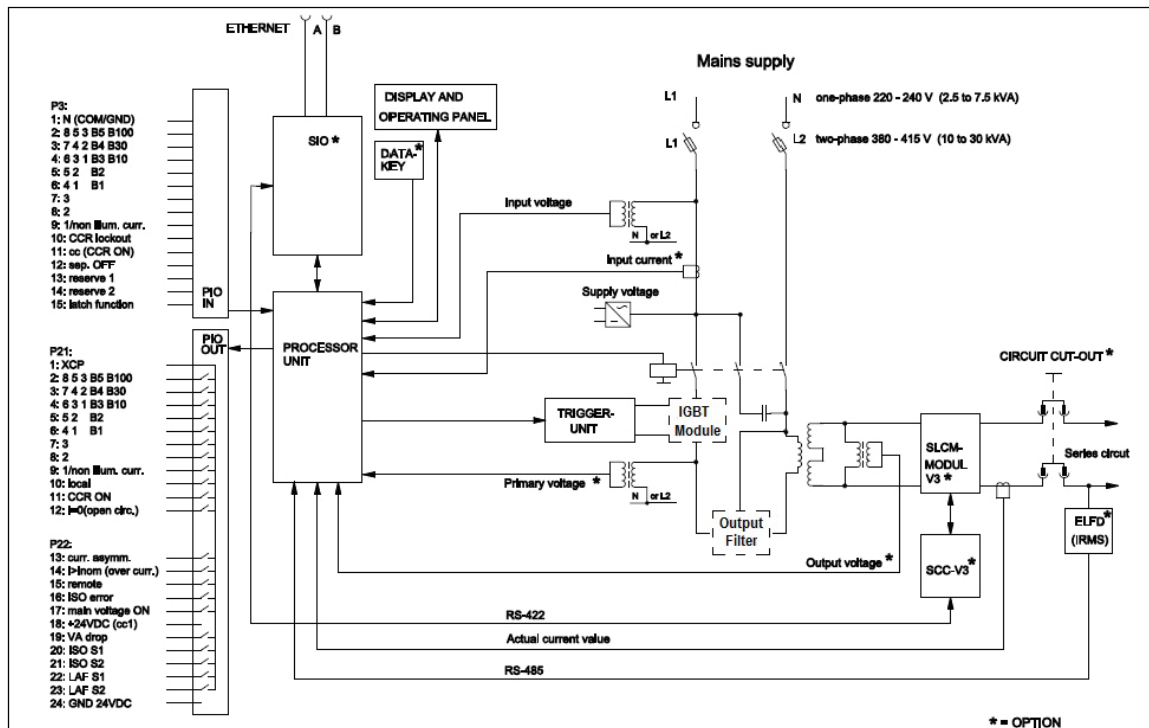 ETHERNET A B
Mains supply
L1
N one-phase 220 - 240 V (2.5 to 7.5 kVA)
L1
L2 two-phase 380 - 415 V (10 to 30 kVA)
DISPLAY AND
OPERATING PANEL
SIO *
DATA- *
KEY
P3:
1: N (COM/GND)
2: 8 5 3 B5 B100
3: 7 4 2 B4 B30
4: 6 3 1 B3 B10
5: 5 2 B2
6: 4 1 B1
7: 3
8: 2
9: 1/non illum. curr.
10: CCR lockout
11: cc (CCR ON)
12: sep. OFF
13: reserve 1
14: reserve 2
15: latch function
PIO
IN
Input voltage
N or L2
Input current *
Supply voltage
PIO
OUT
PROCESSOR
UNIT
P21:
1: XCP
2: 8 5 3 B5 B100
3: 7 4 2 B4 B30
4: 6 3 1 B3 B10
5: 5 2 B2
6: 4 1 B1
7: 3
8: 2
9: 1/non illum. curr.
10: local
11: CCR ON
12: I=0(open circ.)
TRIGGER-
UNIT
IGBT
Module
CIRCUIT CUT-OUT *
SLCM-
MODUL
V3 *
Series circut
Primary voltage *
N or L2
Output
Filter
Output voltage *
SCC-V3 *
ELFD *
(IRMS)
P22:
13: curr. asymm.
14: I>Inom (over curr.)
15: remote
16: ISO error
17: main voltage ON
18: +24VDC (cc1)
19: VA drop
20: ISO S1
21: ISO S2
22: LAF S1
23: LAF S2
24: GND 24VDC
RS-422
Actual current value
RS-485
* = OPTION